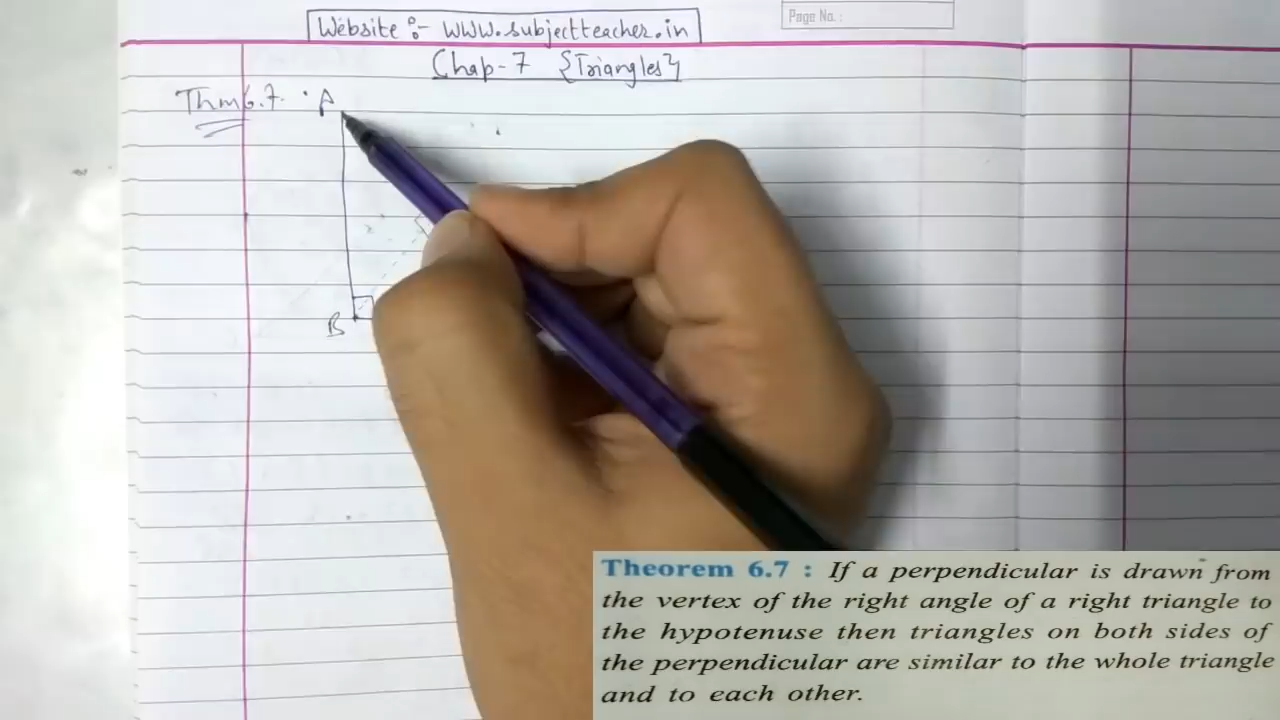 Website :- www.subjectteacher.in
Page No. :
Chap-7 {Triangles}
Thm 6.7. A
B
Theorem 6.7 : If a perpendicular is drawn from
the vertex of the right angle of a right triangle to
the hypotenuse then triangles on both sides of
the perpendicular are similar to the whole triangle
and to each other.